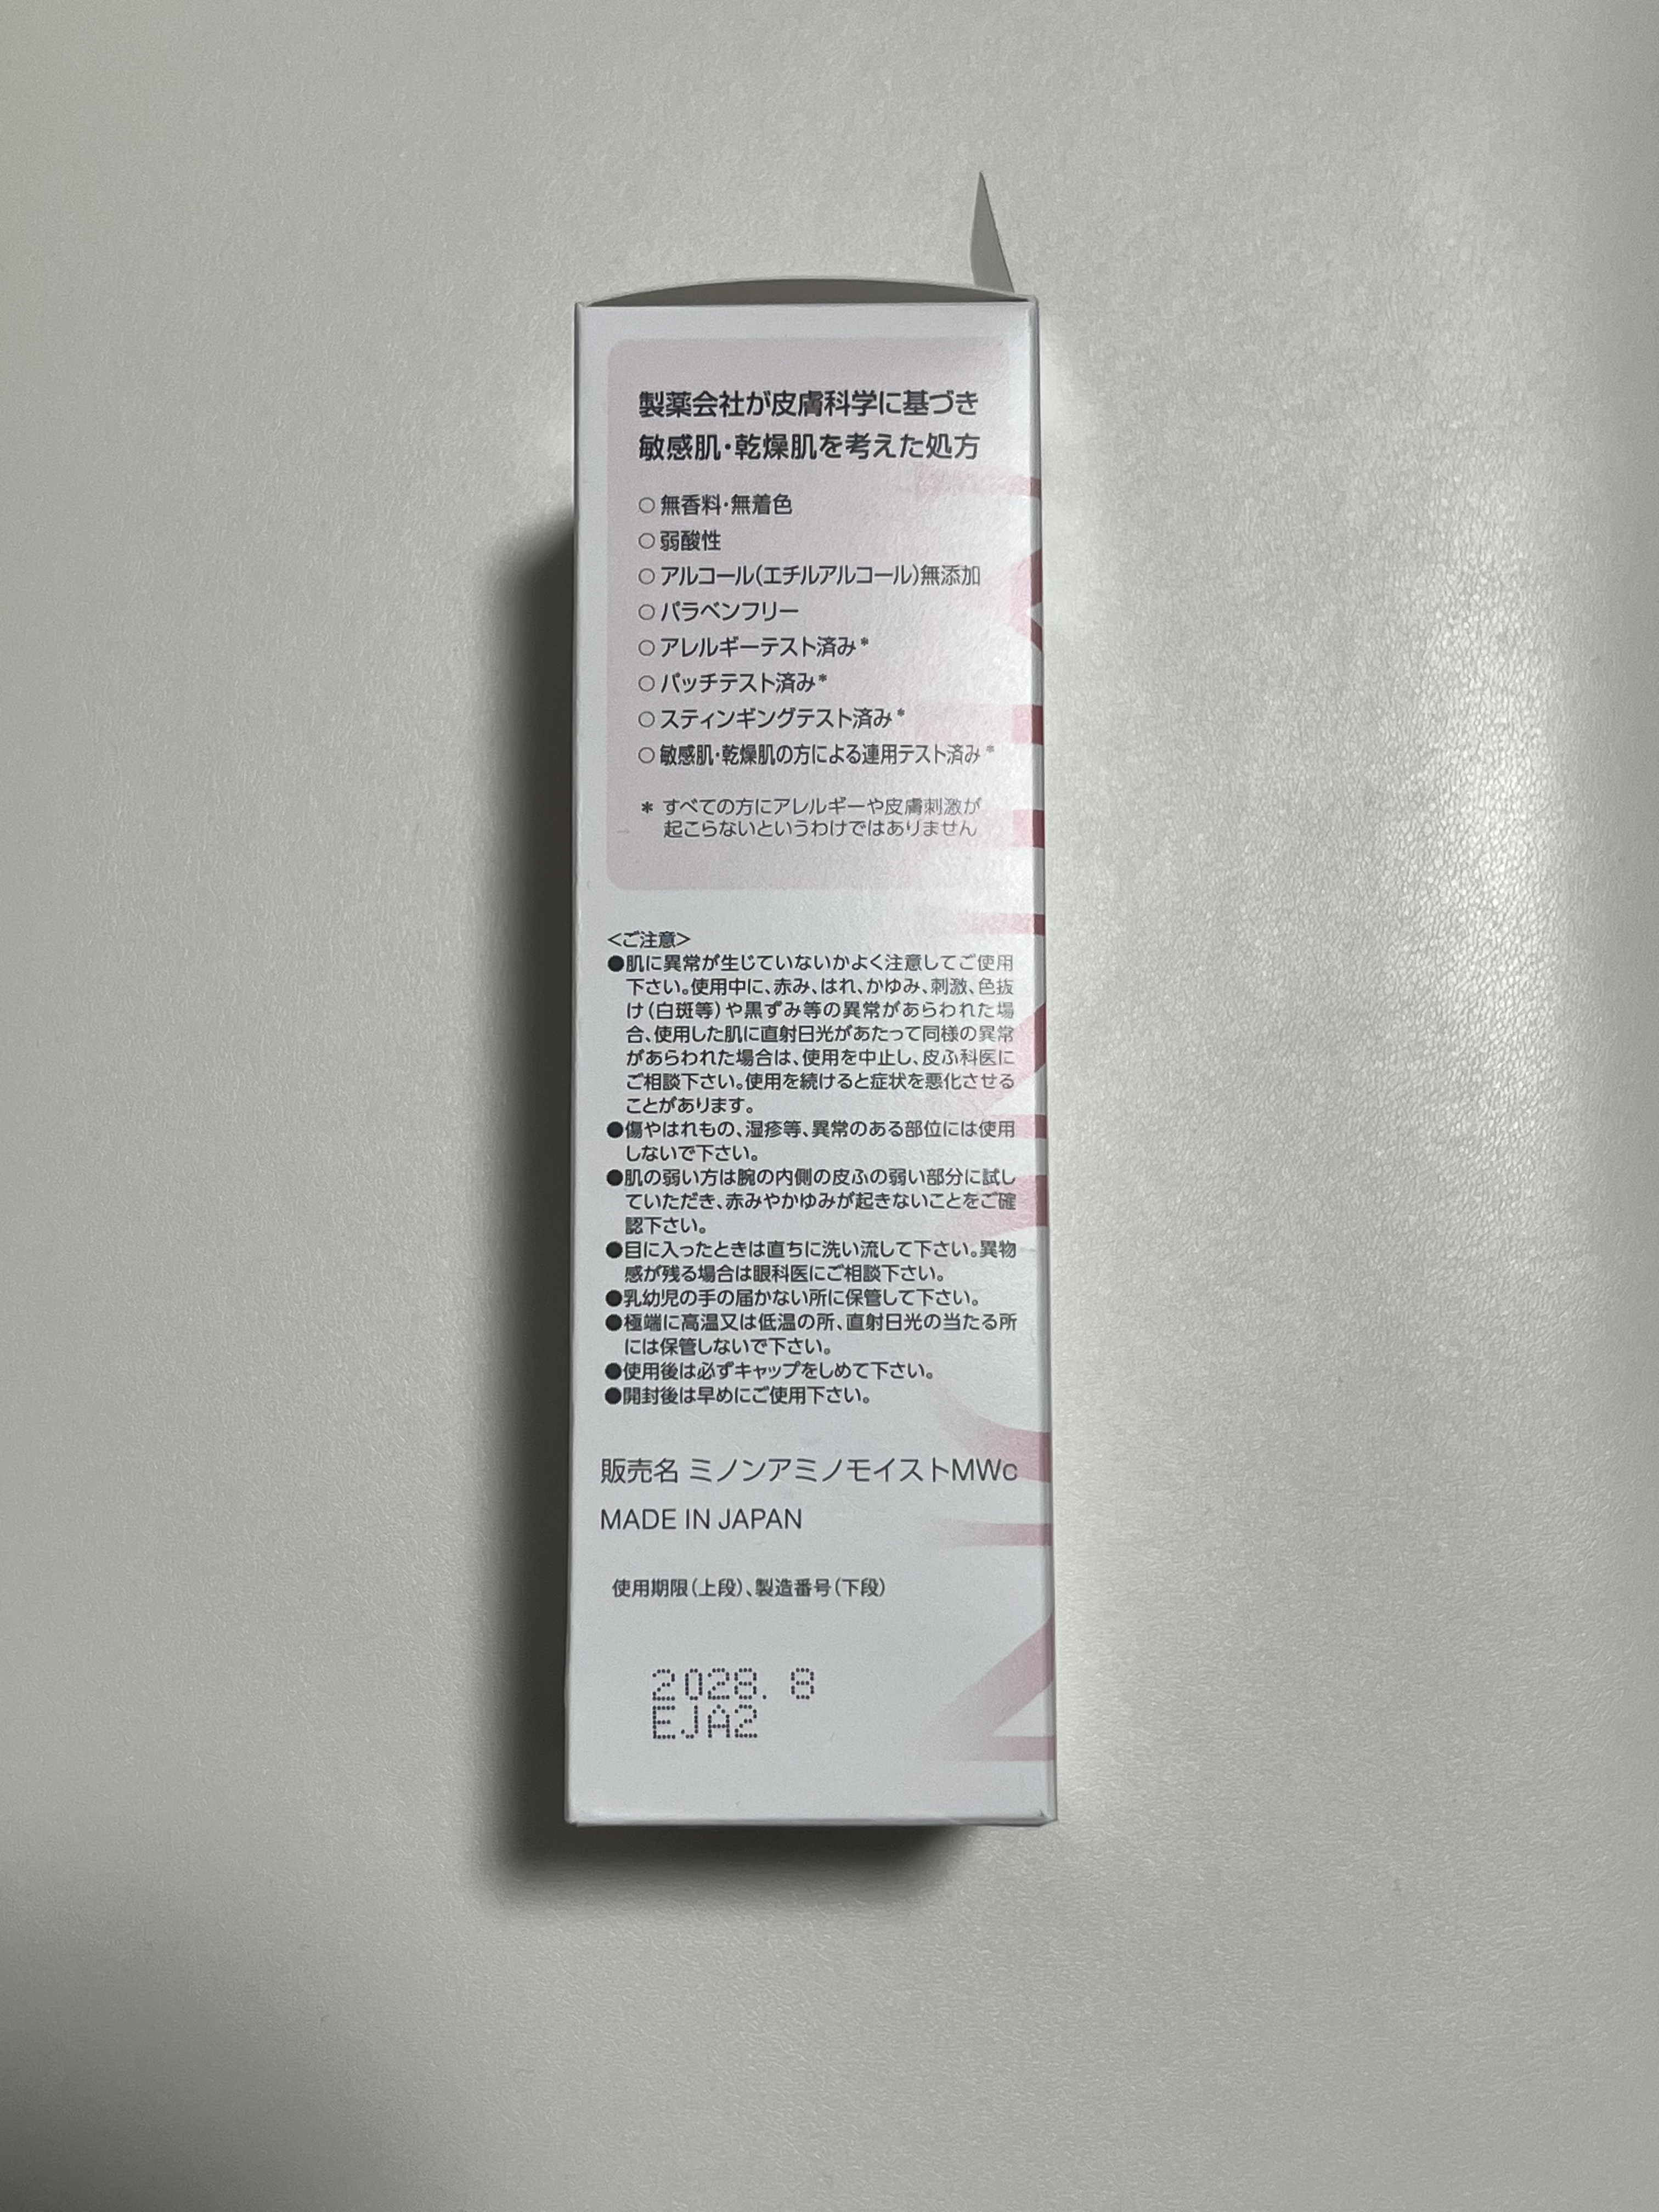 製薬会社が皮膚科学に基づき
敏感肌・乾燥肌を考えた処方
○無香料・無着色
○弱酸性
○アルコール(エチルアルコール)無添加
○パラベンフリー
○アレルギーテスト済み*
○パッチテスト済み*
○スティンギングテスト済み*
○敏感肌・乾燥肌の方による連用テスト済み*
* すべての方にアレルギーや皮膚刺激が
起こらないというわけではありません
<ご注意>
●肌に異常が生じていないかよく注意してご使用
下さい。使用中に、赤み、はれ、かゆみ、刺激、色抜
け(白斑等)や黒ずみ等の異常があらわれた場
合、使用した肌に直射日光があたって同様の異常
があらわれた場合は、使用を中止し、皮ふ科医に
ご相談下さい。使用を続けると症状を悪化させる
ことがあります。
●傷やはれもの、湿疹等、異常のある部位には使用
しないで下さい。
●肌の弱い方は腕の内側の皮ふの弱い部分に試し
ていただき、赤みやかゆみが起きないことをご確
認下さい。
●目に入ったときは直ちに洗い流して下さい。異物
感が残る場合は眼科医にご相談下さい。
●乳幼児の手の届かない所に保管して下さい。
●極端に高温又は低温の所、直射日光の当たる所
には保管しないで下さい。
●使用後は必ずキャップをしめて下さい。
●開封後は早めにご使用下さい。
販売名 ミノンアミノモイストMWc
MADE IN JAPAN
使用期限(上段)、製造番号(下段)
2028. 8
EJA2